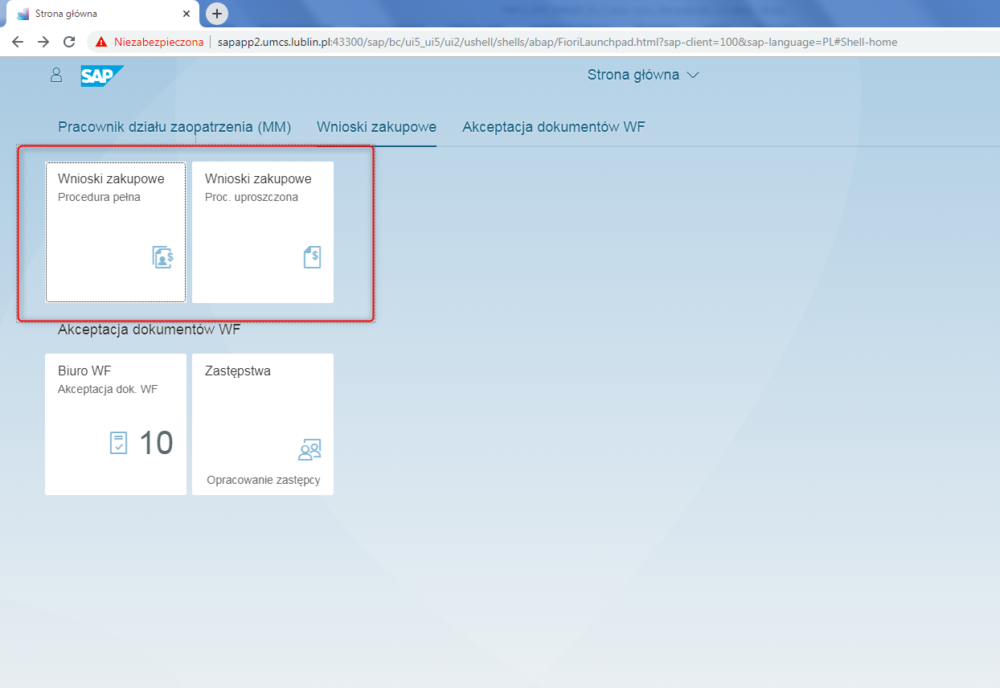 Strona główna
Niezabezpieczona
sapapp2.umcs.lublin.pl:43300/sap/bc/ui5_ui5/ui2/ushell/shells/abap/FioriLaunchpad.html?sap-client=100&sap-language=PL#Shell-home
SAP
Strona główna
Pracownik działu zaopatrzenia (MM)
Wnioski zakupowe
Akceptacja dokumentów WF
Wnioski zakupowe
Procedura pełna
Wnioski zakupowe
Proc. uproszczona
Akceptacja dokumentów WF
Biuro WF
Akceptacja dok. WF
10
Zastępstwa
Opracowanie zastępcy